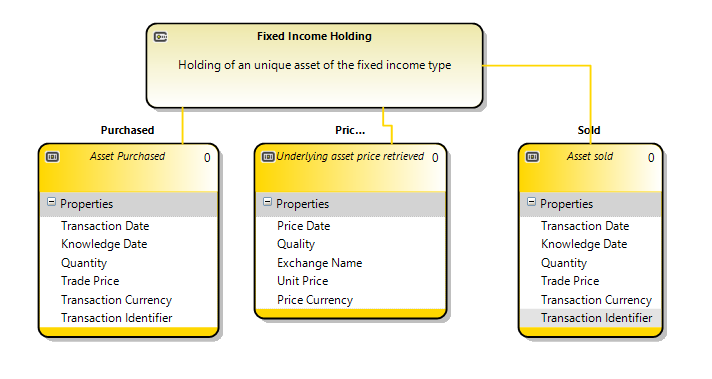 Fixed Income Holding
Holding of an unique asset of the fixed income type
Purchased
Asset Purchased 0
Properties
Transaction Date
Knowledge Date
Quantity
Trade Price
Transaction Currency
Transaction Identifier
Pric...
Underlying asset price retrieved 0
Properties
Price Date
Quality
Exchange Name
Unit Price
Price Currency
Sold
Asset sold 0
Properties
Transaction Date
Knowledge Date
Quantity
Trade Price
Transaction Currency
Transaction Identifier